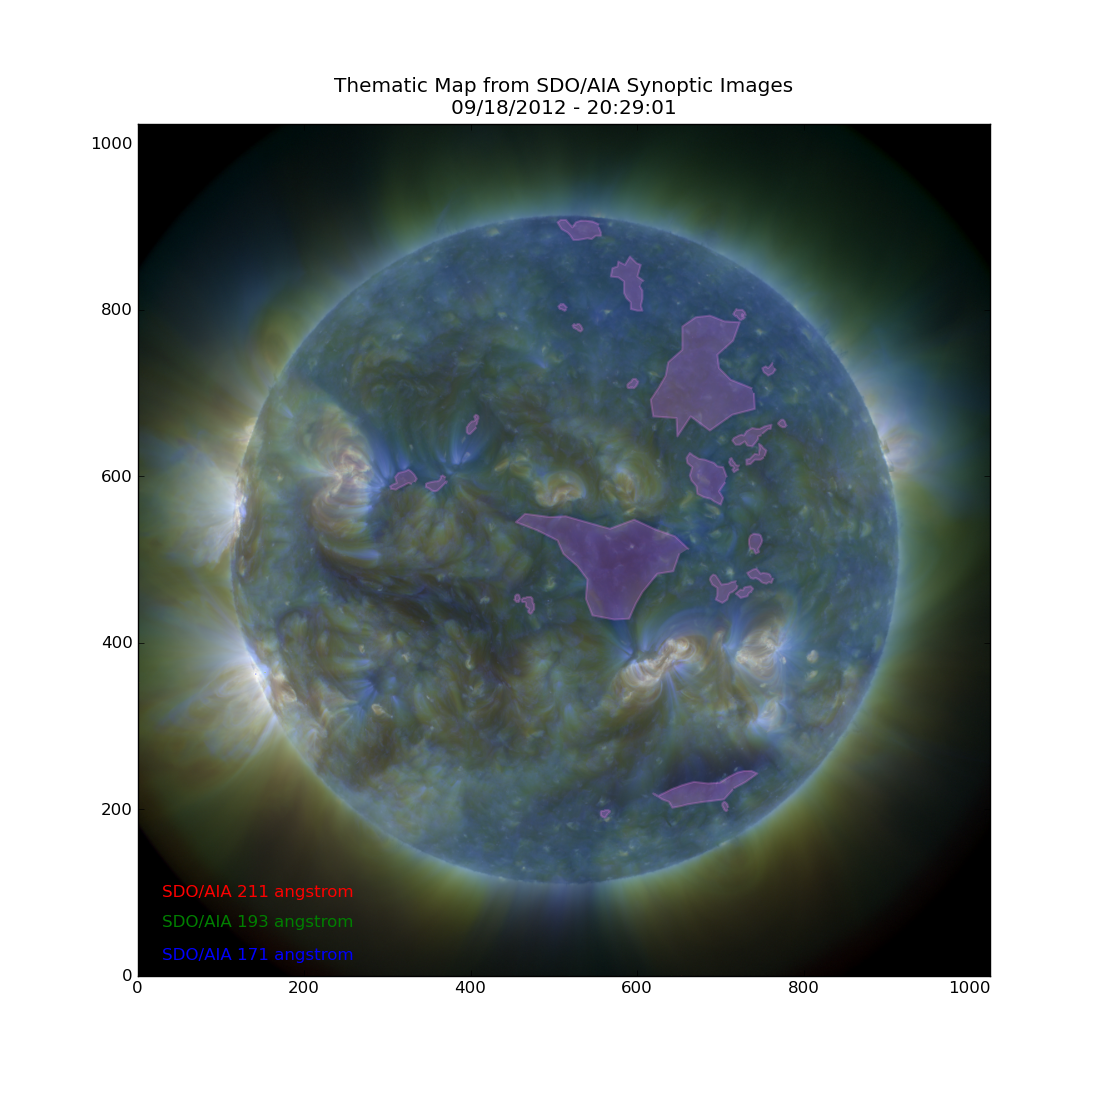 Thematic Map from SDO/AIA Synoptic Images
09/18/2012 - 20:29:01
1000
800
600
400
200
0
SDO/AIA 211 angstrom
SDO/AIA 193 angstrom
SDO/AIA 171 angstrom
0 200 400 600 800 1000